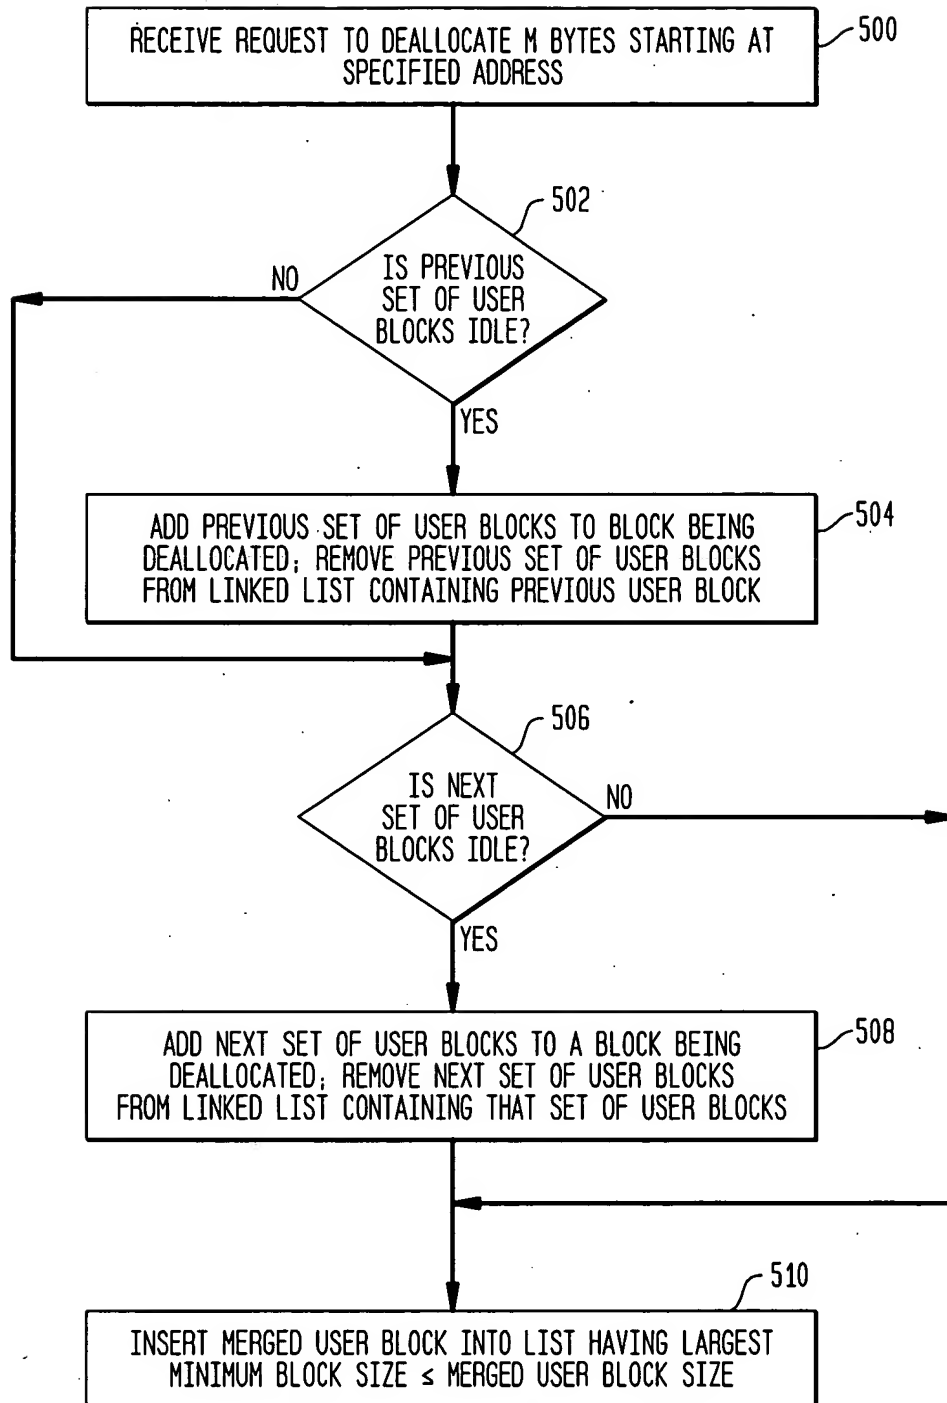 RECEIVE REQUEST TO DEALLOCATE M BYTES STARTING AT
SPECIFIED ADDRESS
500
502
IS PREVIOUS
SET OF USER
BLOCKS IDLE?
NO
YES
ADD PREVIOUS SET OF USER BLOCKS TO BLOCK BEING
DEALLOCATED; REMOVE PREVIOUS SET OF USER BLOCKS
FROM LINKED LIST CONTAINING PREVIOUS USER BLOCK
504
506
IS NEXT
SET OF USER
BLOCKS IDLE?
NO
YES
ADD NEXT SET OF USER BLOCKS TO A BLOCK BEING
DEALLOCATED; REMOVE NEXT SET OF USER BLOCKS
FROM LINKED LIST CONTAINING THAT SET OF USER BLOCKS
508
510
INSERT MERGED USER BLOCK INTO LIST HAVING LARGEST
MINIMUM BLOCK SIZE ≤ MERGED USER BLOCK SIZE